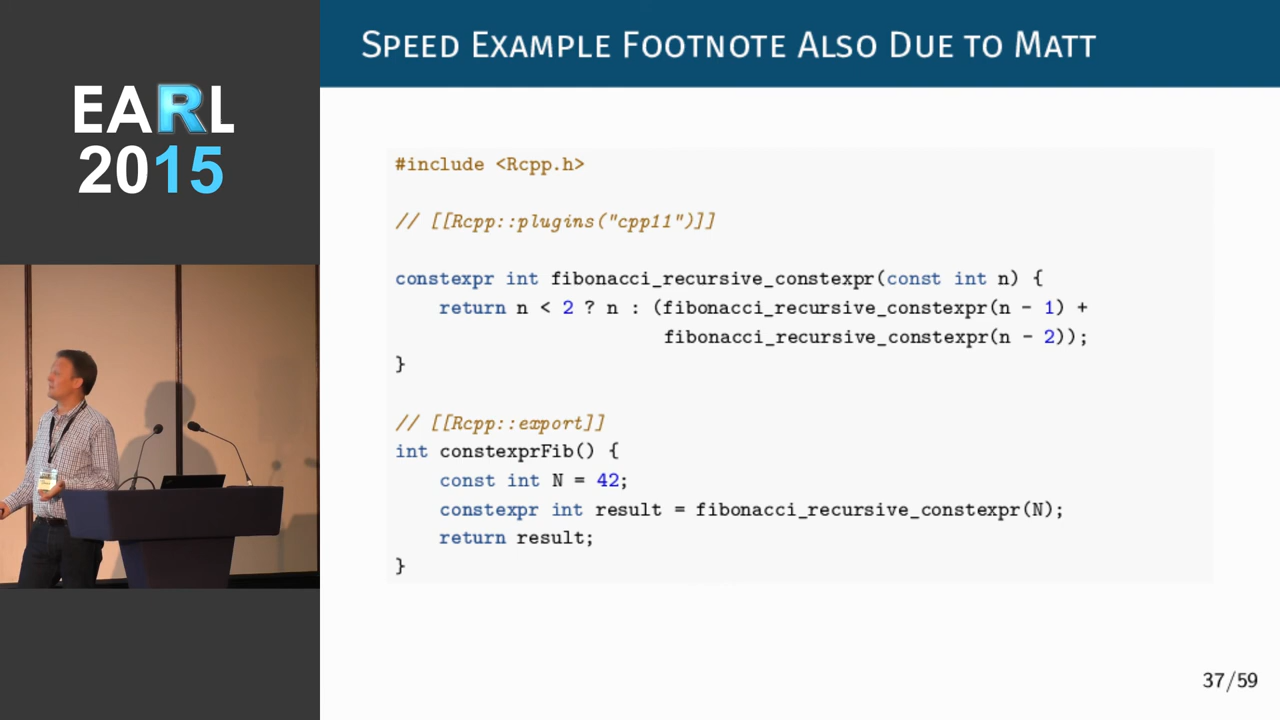 EARL
2015
SPEED EXAMPLE FOOTNOTE ALSO DUE TO MATT
#include <Rcpp.h>
// [[Rcpp::plugins("cpp11")]]
constexpr int fibonacci_recursive_constexpr(const int n) {
    return n < 2 ? n : (fibonacci_recursive_constexpr(n - 1) +
                        fibonacci_recursive_constexpr(n - 2));
}
// [[Rcpp::export]]
int constexprFib() {
    const int N = 42;
    constexpr int result = fibonacci_recursive_constexpr(N);
    return result;
}
37/59